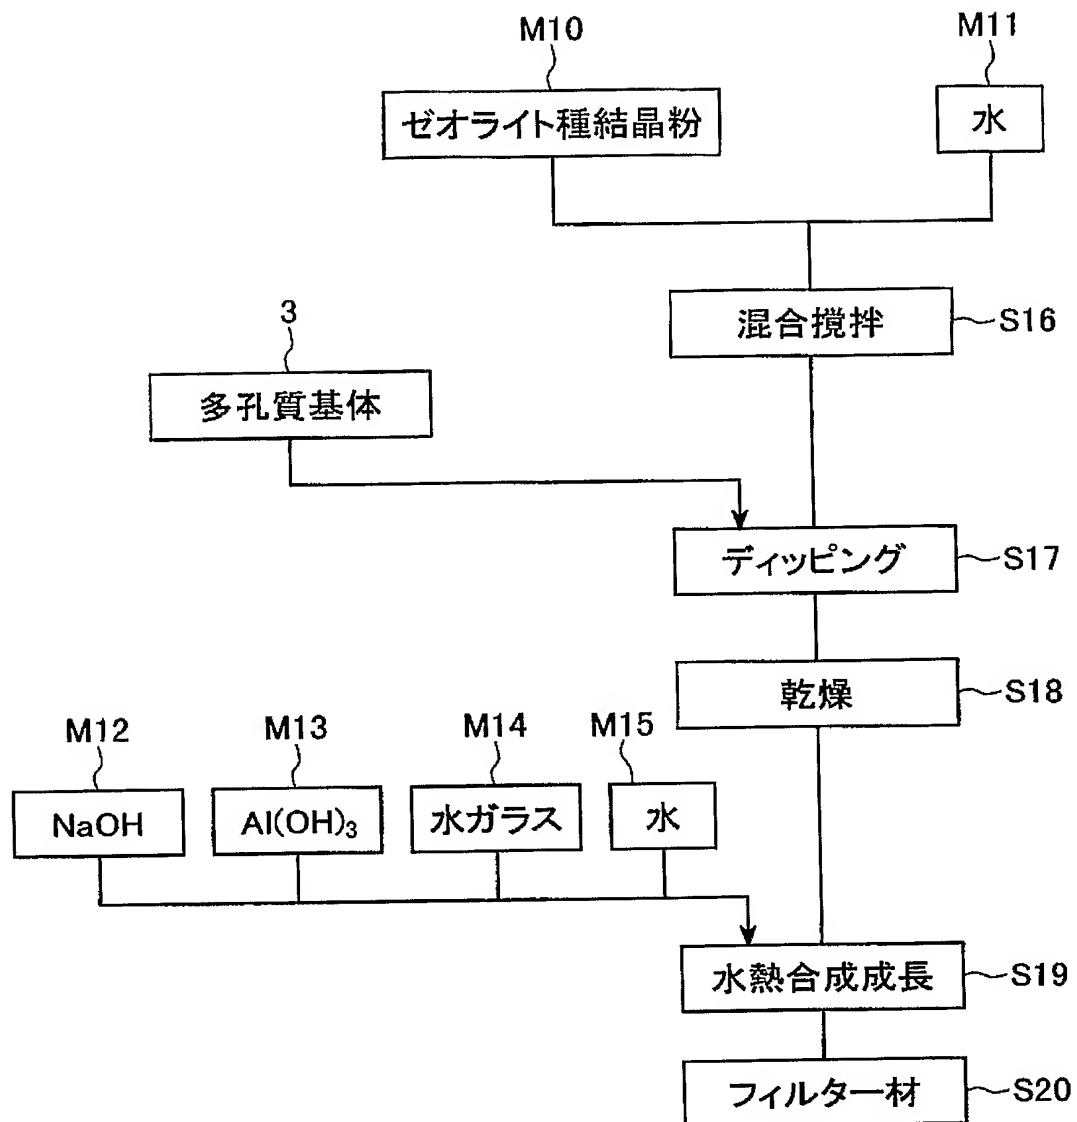 M10
M11
ゼオライト種結晶粉
水
混合撹拌
S16
3
多孔質基体
ディッピング
S17
乾燥
S18
M12
M13
M14
M15
NaOH
Al(OH)₃
水ガラス
水
水熱合成成長
S19
フィルター材
S20